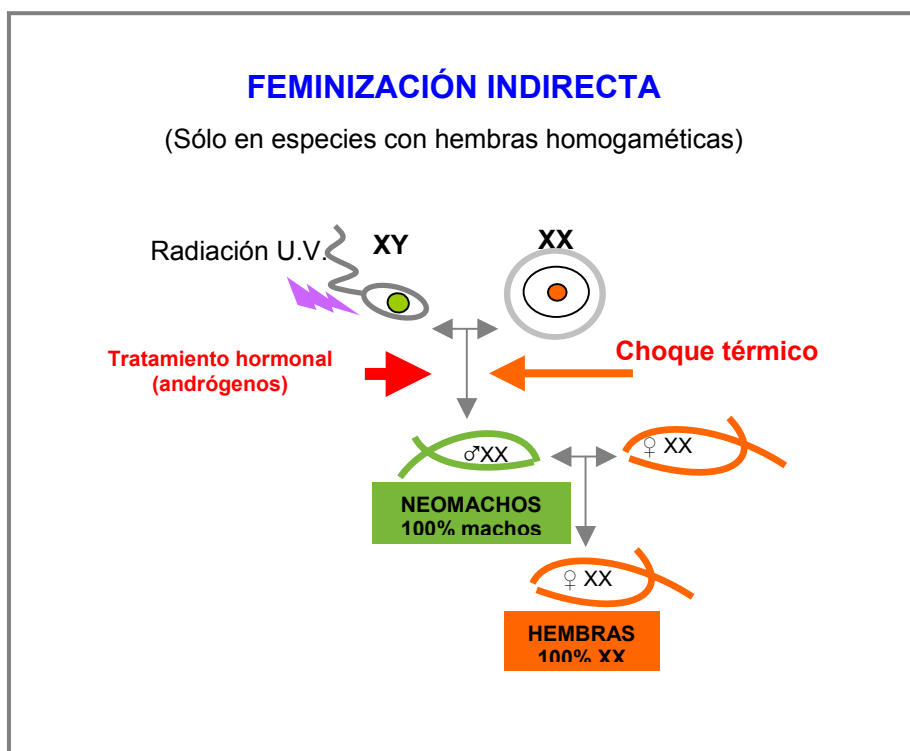 FEMINIZACIÓN INDIRECTA
(Sólo en especies con hembras homogaméticas)
Radiación U.V.
XY
XX
Tratamiento hormonal
(andrógenos)
Choque térmico
♂XX
♀ XX
NEOMACHOS
100% machos
♀ XX
HEMBRAS
100% XX